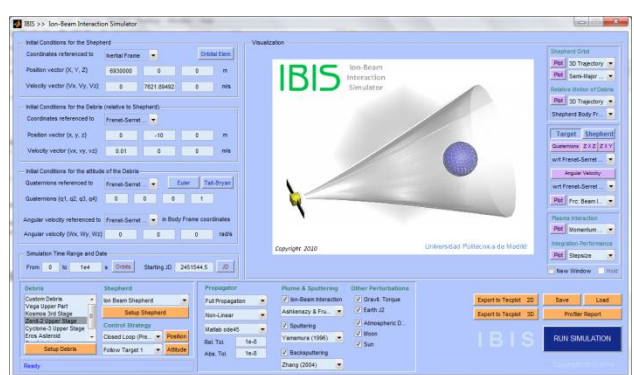 IBIS >> Ion-Beam Interaction Simulator
Initial Conditions for the Shepherd
Coordinates referenced to Inertial Frame Orbital Elem.
Position vector (X, Y, Z) 6930000 0 0 m
Velocity vector (Vx, Vy, Vz) 0 7621.89492 0 m/s
Initial Conditions for the Debris (relative to Shepherd)
Coordinates referenced to Frenet-Serret ...
Position vector (x, y, z) 0 -10 0 m
Velocity vector (vx, vy, vz) 0.01 0 0 m/s
Initial Conditions for the attitude of the Debris
Quaternions referenced to Frenet-Serret ... Euler Tait-Bryan
Quaternions (q1, q2, q3, q4) 0 0 0 1
Angular velocity referenced to Frenet-Serret ... in Body Frame coordinates
Angular velocity (Wx, Wy, Wz) 0 0 0 rad/s
Simulation Time Range and Date
From 0 to 1e4 s Orbits Starting JD 2451544.5 JD
Debris
Custom Debris
Vega Upper Part
Kosmos 3rd Stage
Zenit-2 Upper Stage
Cyclone-3 Upper Stage
Eros Asteroid
Setup Debris
Ready
Shepherd
Ion Beam Shepherd
Setup Shepherd
Control Strategy
Closed Loop (Pro... Position
Follow Target 1 Attitude
Visualization
IBIS Ion-Beam
Interaction
Simulator
Copyright 2010 Universidad Politécnica de Madrid
Propagator
Full Propagation
Non-Linear
Matlab ode45
Rel. Tol. 1e-8
Abs. Tol. 1e-8
Plume & Sputtering
Ion-Beam Interaction
Ashkenazy & Fru...
Sputtering
Yamamura (1996)
Backsputtering
Zhang (2004)
Other Perturbations
Gravit. Torque
Earth J2
Atmospheric D...
Moon
Sun
Shepherd Orbit
Plot 3D Trajectory
Plot Semi-Major ...
Relative Motion of Debris
Plot 3D Trajectory
Shepherd Body Fr...
Target Shepherd
Quaternions Z X Z Z X Y
wrt Frenet-Serret ...
Angular Velocity
wrt Frenet-Serret ...
Plot Frc: Beam I...
Plasma Interaction
Plot Momentum ...
Integration Performance
Plot Stepsize
New Window Hold
Export to Tecplot 2D Save Load
Export to Tecplot 3D Profiler Report
IBIS RUN SIMULATION